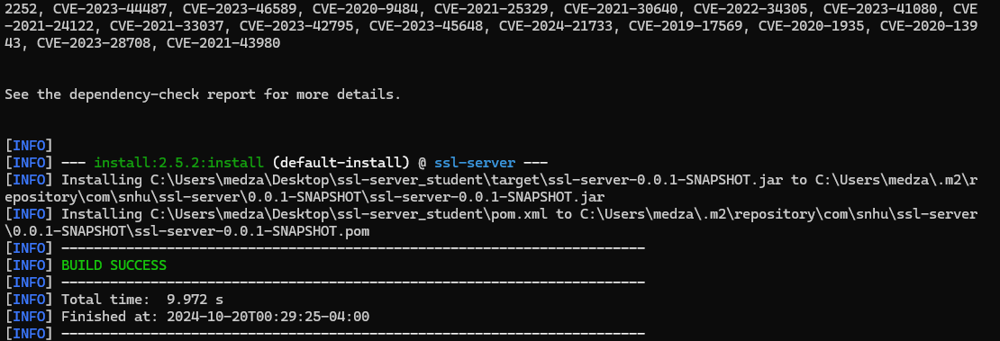 2252, CVE-2023-44487, CVE-2023-46589, CVE-2020-9484, CVE-2021-25329, CVE-2021-30640, CVE-2022-34305, CVE-2023-41080, CVE
-2021-24122, CVE-2021-33037, CVE-2023-42795, CVE-2023-45648, CVE-2024-21733, CVE-2019-17569, CVE-2020-1935, CVE-2020-139
43, CVE-2023-28708, CVE-2021-43980
See the dependency-check report for more details.
[INFO]
[INFO] --- install:2.5.2:install (default-install) @ ssl-server ---
[INFO] Installing C:\Users\medza\Desktop\ssl-server_student\target\ssl-server-0.0.1-SNAPSHOT.jar to C:\Users\medza\.m2\r
epository\com\snhu\ssl-server\0.0.1-SNAPSHOT\ssl-server-0.0.1-SNAPSHOT.jar
[INFO] Installing C:\Users\medza\Desktop\ssl-server_student\pom.xml to C:\Users\medza\.m2\repository\com\snhu\ssl-server
\0.0.1-SNAPSHOT\ssl-server-0.0.1-SNAPSHOT.pom
[INFO] ------------------------------------------------------------------------
[INFO] BUILD SUCCESS
[INFO] ------------------------------------------------------------------------
[INFO] Total time:  9.972 s
[INFO] Finished at: 2024-10-20T00:29:25-04:00
[INFO] ------------------------------------------------------------------------